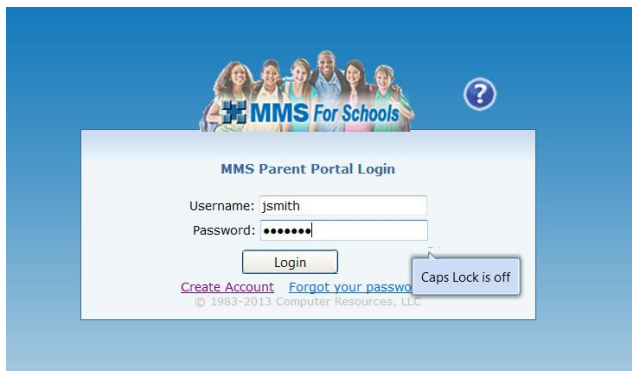 MMS For Schools
?
MMS Parent Portal Login
Username: jsmith
Password: •••••••
Login
Caps Lock is off
Create Account Forgot your passwo
© 1983-2013 Computer Resources, LLC